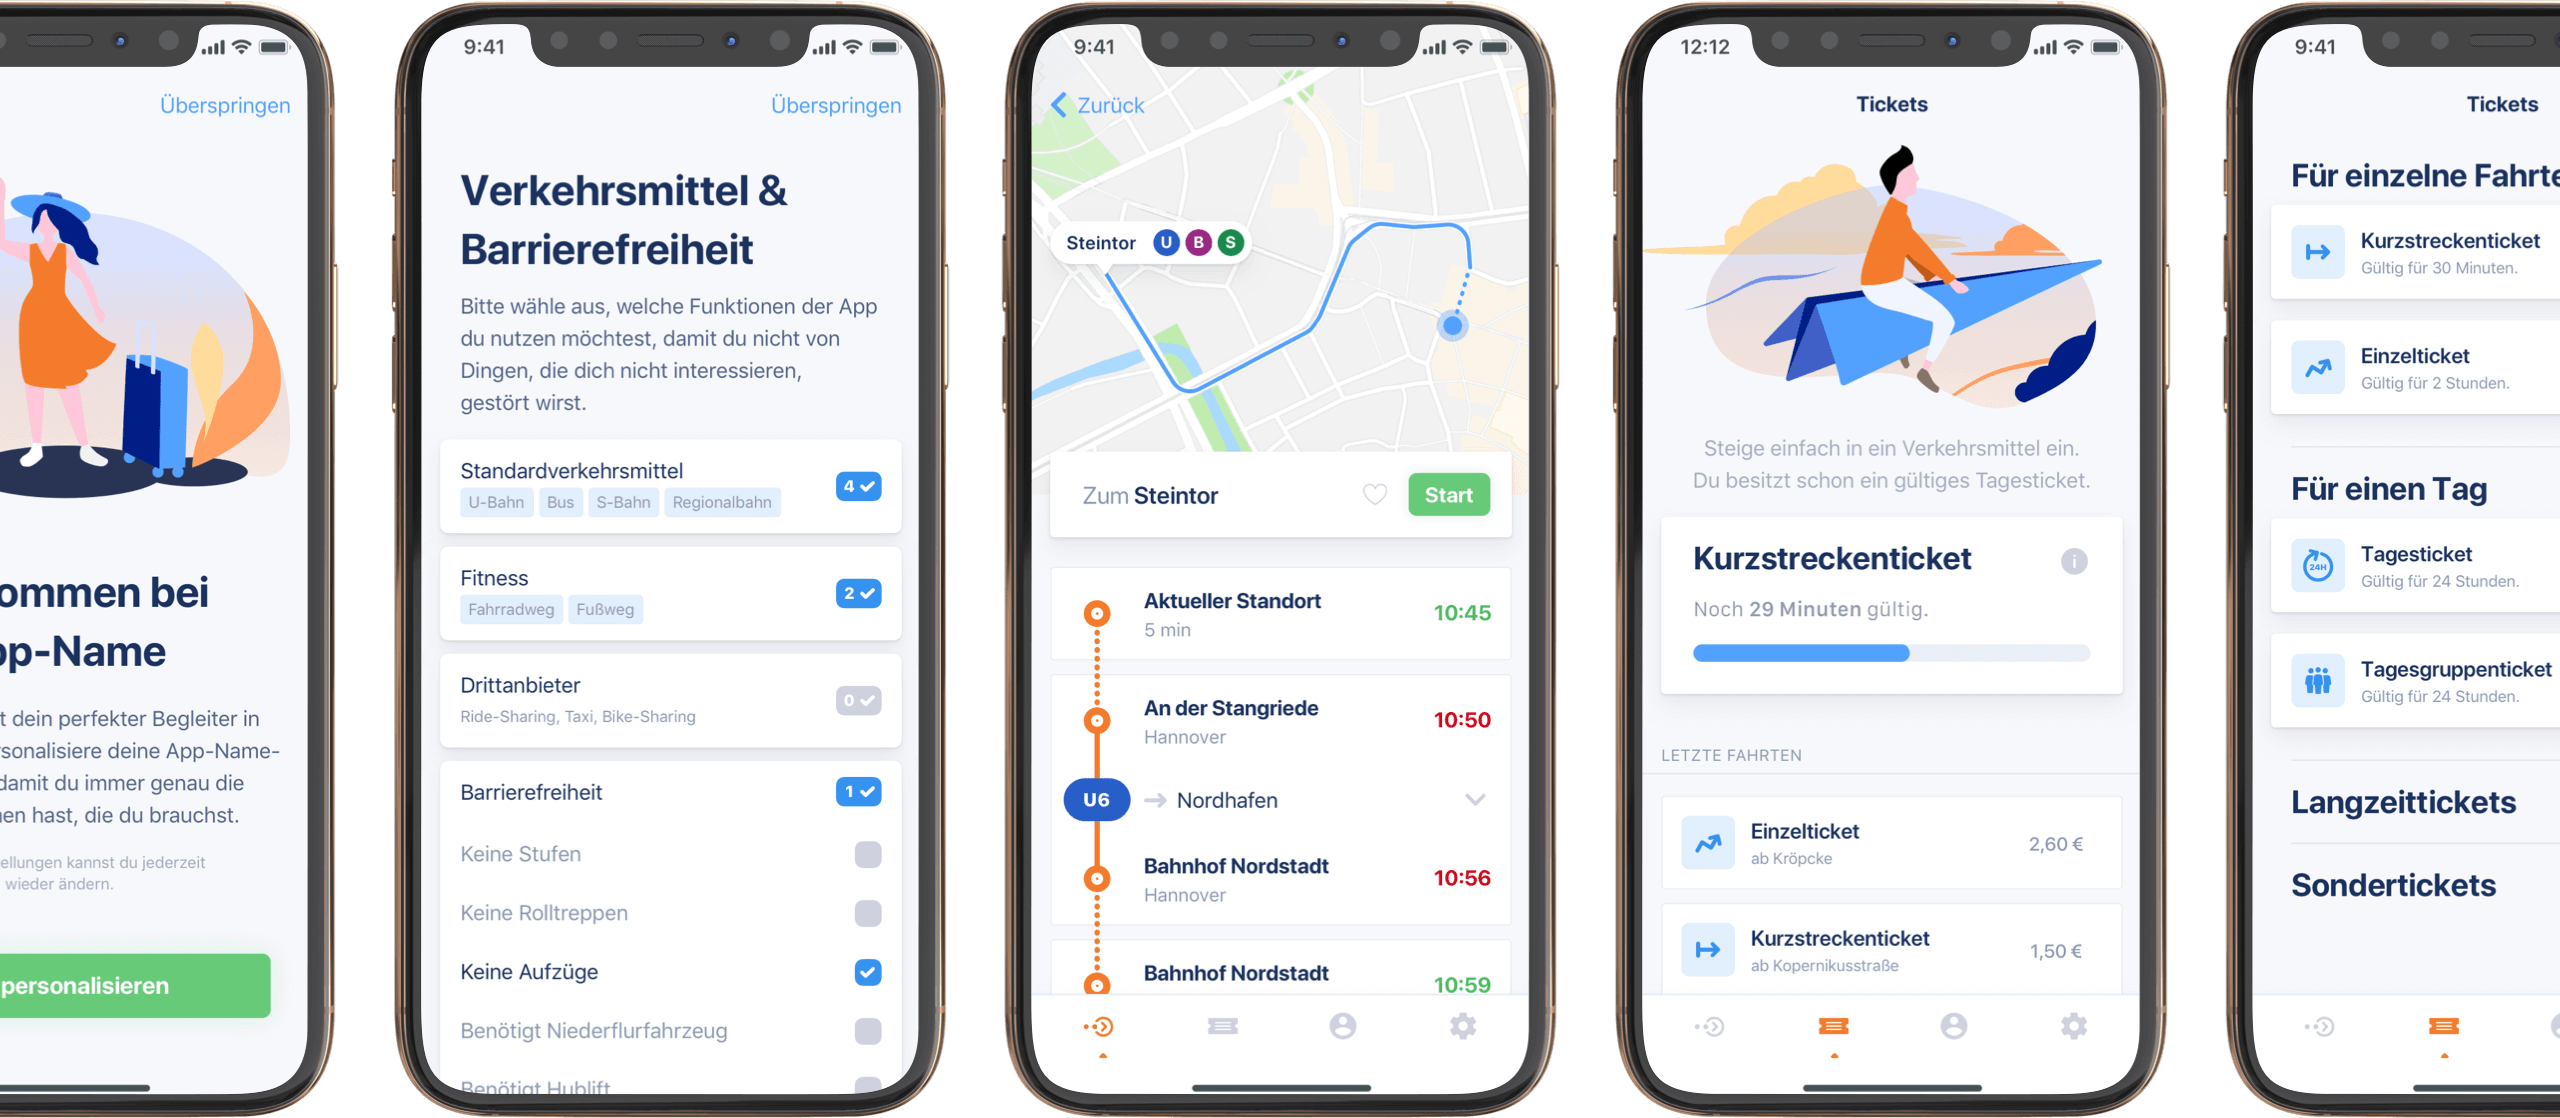 Überspringen
ommen bei
pp-Name
t dein perfekter Begleiter in
sonalisiere deine App-Name-
damit du immer genau die
en hast, die du brauchst.
ellungen kannst du jederzeit
wieder ändern.
personalisieren
9:41
Überspringen
Verkehrsmittel &
Barrierefreiheit
Bitte wähle aus, welche Funktionen der App
du nutzen möchtest, damit du nicht von
Dingen, die dich nicht interessieren,
gestört wirst.
Standardverkehrsmittel
U-Bahn Bus S-Bahn Regionalbahn
4
Fitness
Fahrradweg Fußweg
2
Drittanbieter
Ride-Sharing, Taxi, Bike-Sharing
0
Barrierefreiheit
1
Keine Stufen
Keine Rolltreppen
Keine Aufzüge
Benötigt Niederflurfahrzeug
Benötigt Hublift
9:41
Zurück
Steintor U B S
Zum Steintor Start
Aktueller Standort 10:45
5 min
An der Stangriede 10:50
Hannover
U6 Nordhafen
Bahnhof Nordstadt 10:56
Hannover
Bahnhof Nordstadt 10:59
12:12
Tickets
Steige einfach in ein Verkehrsmittel ein.
Du besitzt schon ein gültiges Tagesticket.
Kurzstreckenticket i
Noch 29 Minuten gültig.
LETZTE FAHRTEN
Einzelticket
ab Kröpcke
2,60 €
Kurzstreckenticket
ab Kopernikusstraße
1,50 €
9:41
Tickets
Für einzelne Fahrte
Kurzstreckenticket
Gültig für 30 Minuten.
Einzelticket
Gültig für 2 Stunden.
Für einen Tag
24H
Tagesticket
Gültig für 24 Stunden.
Tagesgruppenticket
Gültig für 24 Stunden.
Langzeittickets
Sondertickets